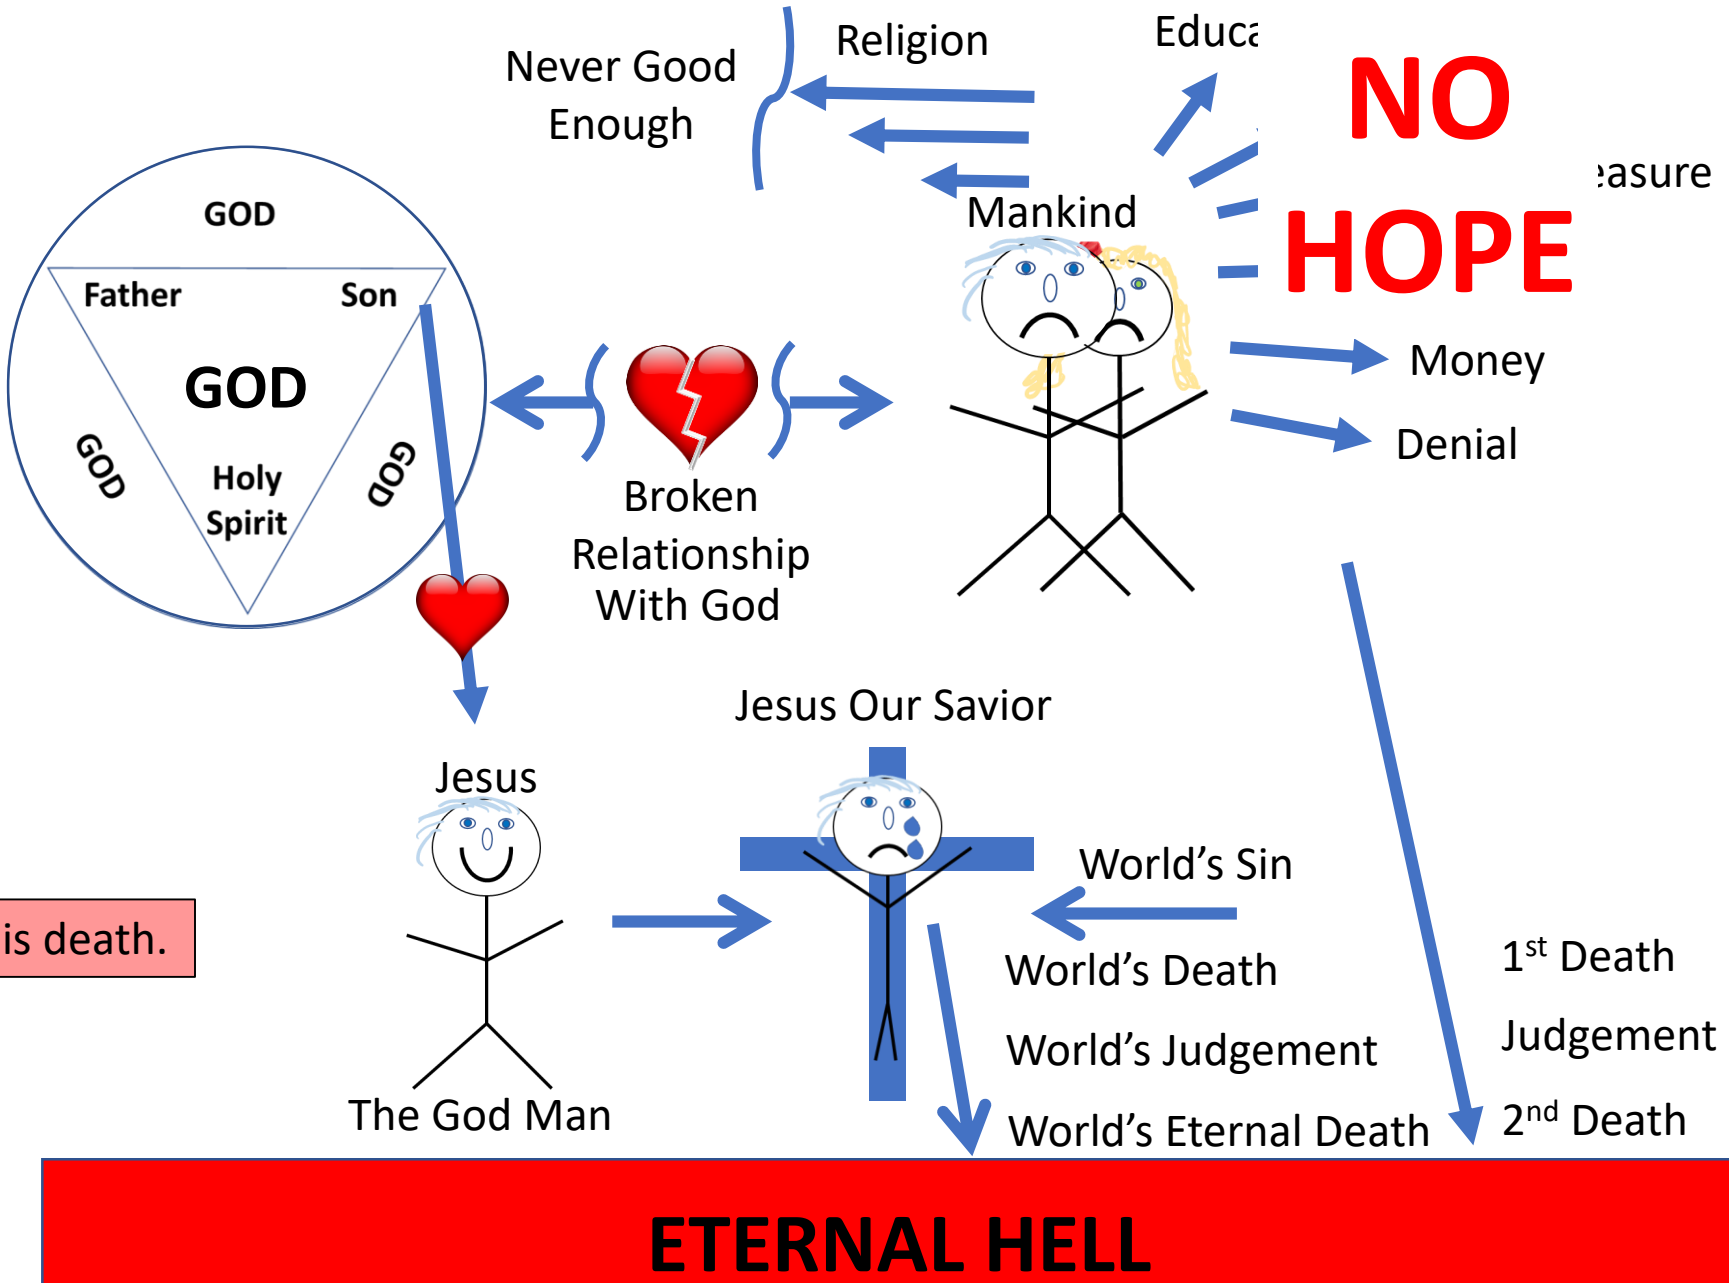 Never Good
Enough
Religion
Educa
NO
HOPE
easure
Mankind
Money
Denial
GOD
Father
Son
GOD
GOD
GOD
Holy
Spirit
Broken
Relationship
With God
Jesus Our Savior
Jesus
The God Man
is death.
World’s Sin
World’s Death
World’s Judgement
World’s Eternal Death
1st Death
Judgement
2nd Death
ETERNAL HELL